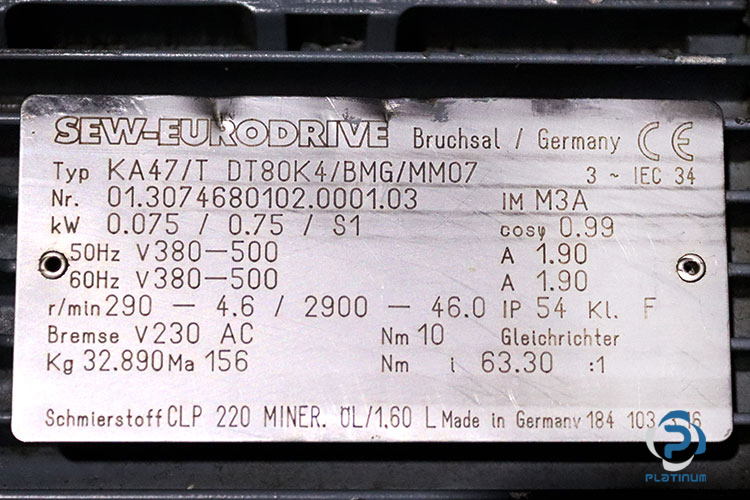 SEW-EURODRIVE Bruchsal / Germany CE
Typ KA47/T DT80K4/BMG/MM07 3 ~ IEC 34
Nr. 01.3074680102.0001.03 IM M3A
kW 0.075 / 0.75 / S1 cosφ 0.99
50Hz V 380-500 A 1.90
60Hz V 380-500 A 1.90
r/min 290 - 4.6 / 2900 - 46.0 IP 54 Kl. F
Bremse V 230 AC Nm 10 Gleichrichter
Kg 32.890 Ma 156 Nm i 63.30 :1
Schmierstoff CLP 220 MINER. ÖL/1.60 L Made in Germany 184 103
PLATINUM